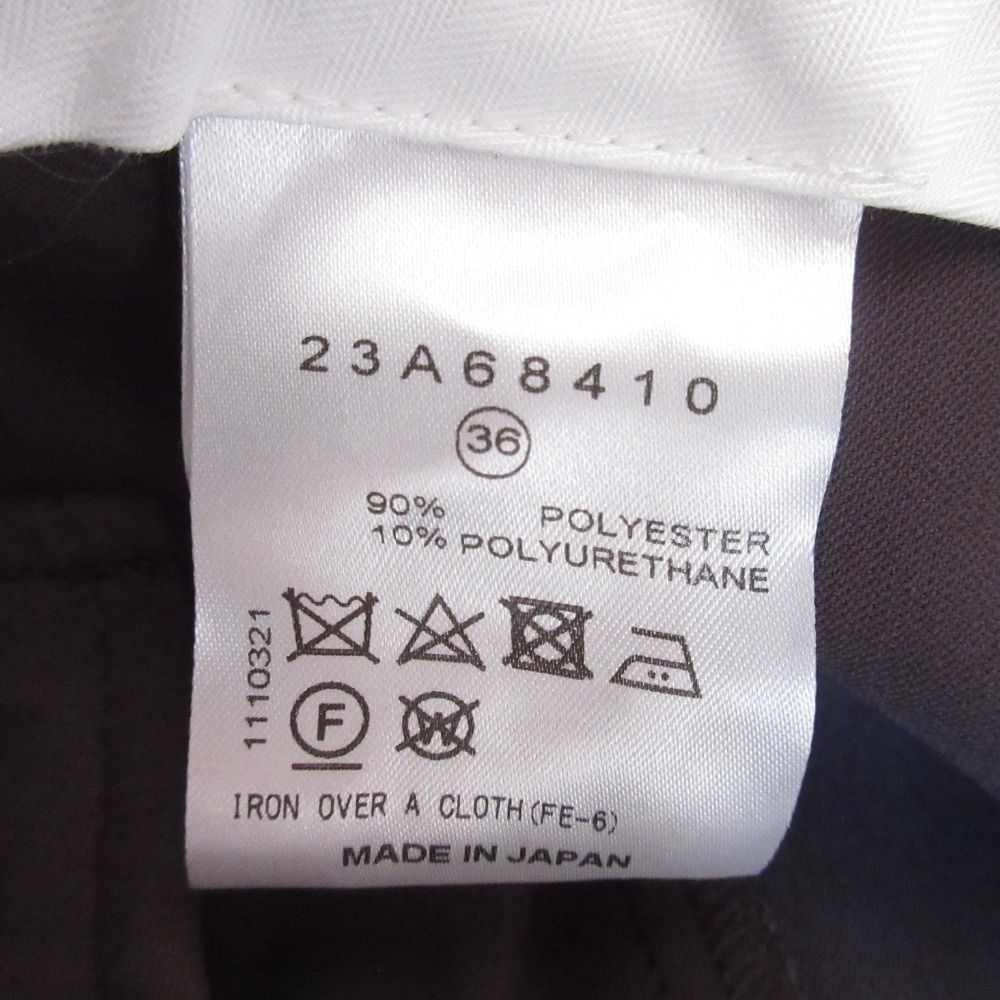 23A68410
36
90% POLYESTER
10% POLYURETHANE
1110321
F W
IRON OVER A CLOTH(FE-6)
MADE IN JAPAN